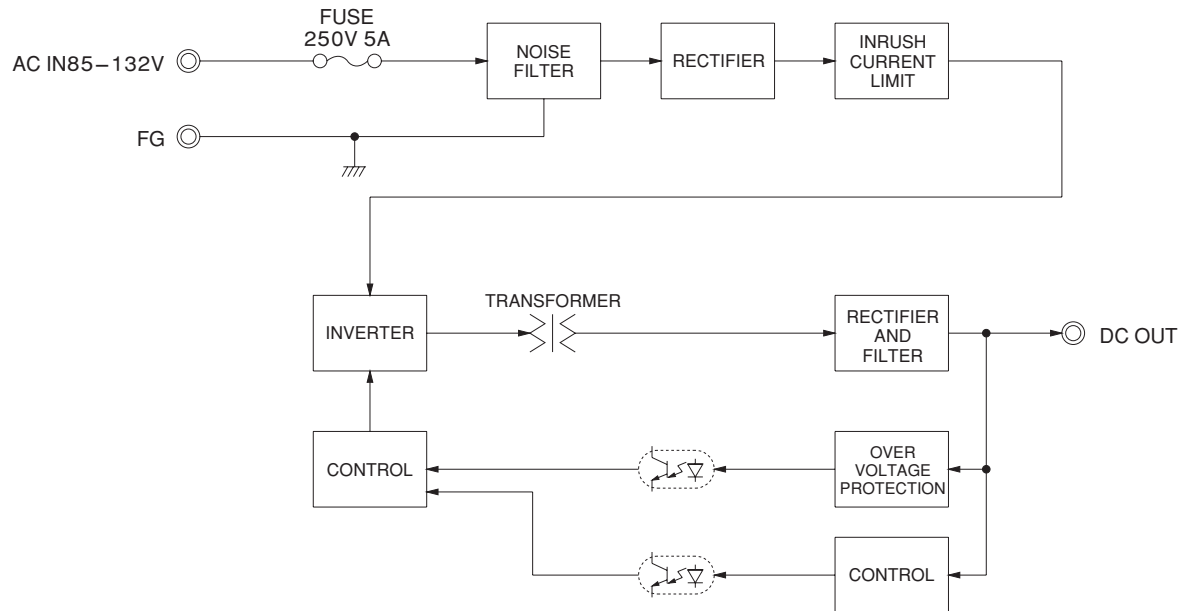 FUSE
250V 5A
AC IN85−132V
NOISE
FILTER
RECTIFIER
INRUSH
CURRENT
LIMIT
FG
TRANSFORMER
INVERTER
RECTIFIER
AND
FILTER
DC OUT
CONTROL
OVER
VOLTAGE
PROTECTION
CONTROL